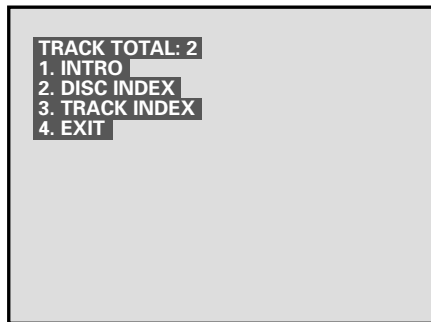 TRACK TOTAL: 2
1. INTRO
2. DISC INDEX
3. TRACK INDEX
4. EXIT